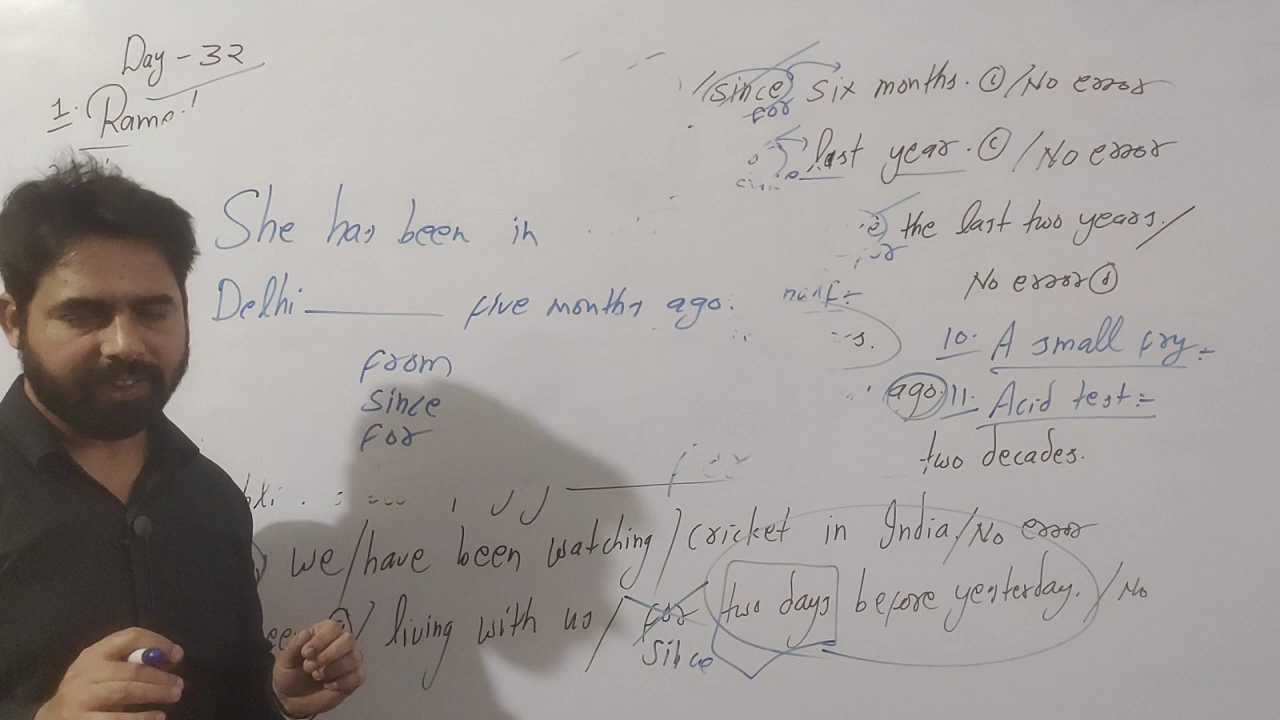 Day - 32
1. Ramp!
She has been in
Delhi ______ five months ago.
from
since
for
/since six months. ⓒ/No error
for
last year. ⓒ/No error
the last two years./
No error ⓓ
10. A small fry :-
ago. 11. Acid test :-
two decades.
for
we/have been watching/cricket in India/No error
living with us/for two days before yesterday./No
since